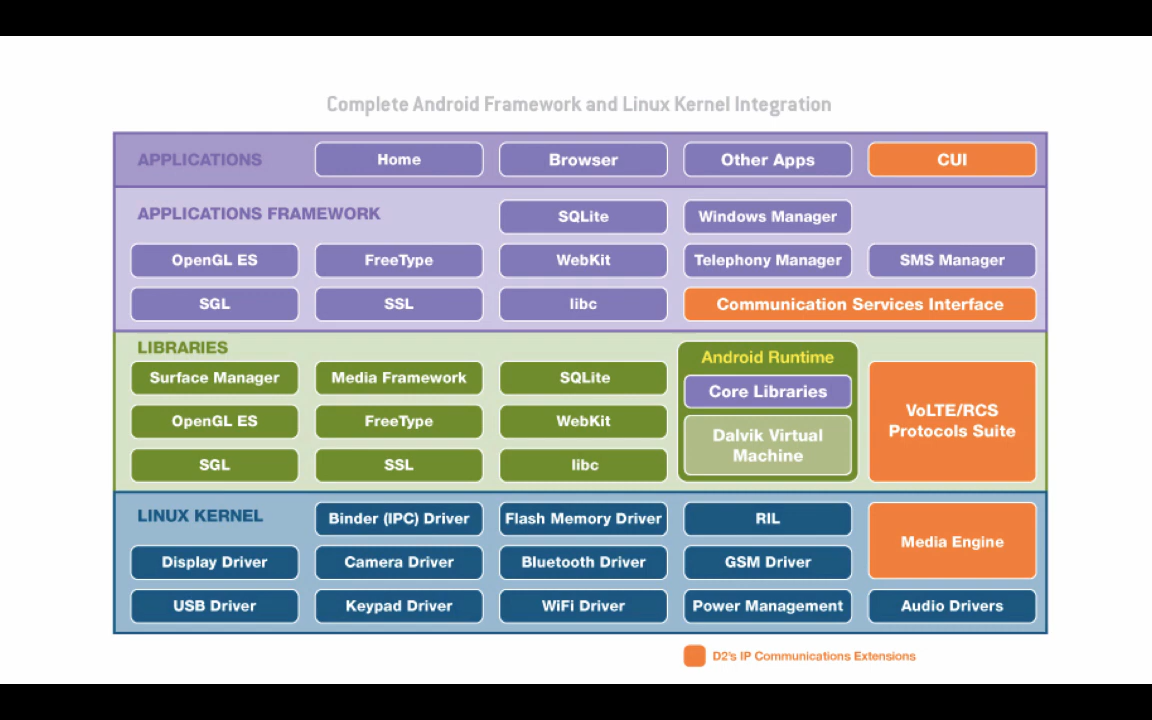 Complete Android Framework and Linux Kernel Integration
APPLICATIONS
Home
Browser
Other Apps
CUI
APPLICATIONS FRAMEWORK
SQLite
Windows Manager
OpenGL ES
FreeType
WebKit
Telephony Manager
SMS Manager
SGL
SSL
libc
Communication Services Interface
LIBRARIES
Surface Manager
Media Framework
SQLite
OpenGL ES
FreeType
WebKit
SGL
SSL
libc
Android Runtime
Core Libraries
Dalvik Virtual
Machine
VoLTE/RCS
Protocols Suite
LINUX KERNEL
Binder (IPC) Driver
Flash Memory Driver
RIL
Media Engine
Display Driver
Camera Driver
Bluetooth Driver
GSM Driver
USB Driver
Keypad Driver
WiFi Driver
Power Management
Audio Drivers
D2's IP Communications Extensions